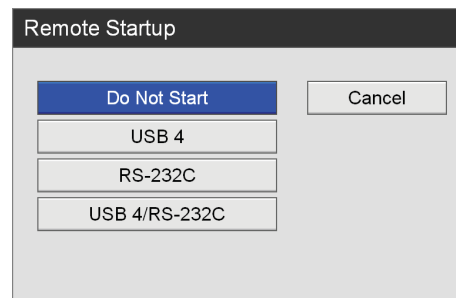 Remote Startup
Do Not Start
Cancel
USB 4
RS-232C
USB 4/RS-232C